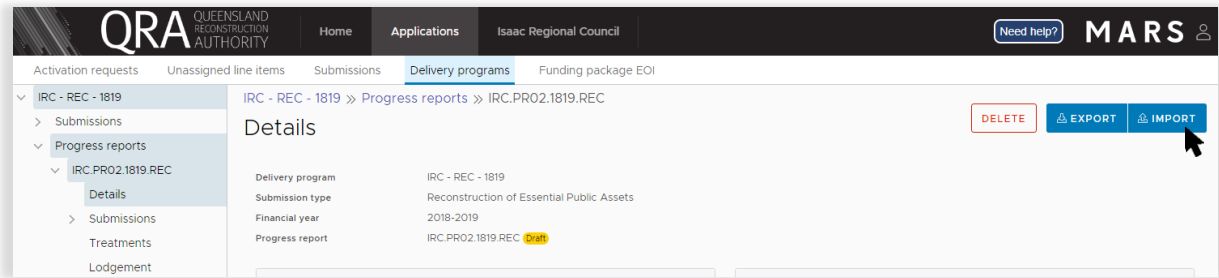 QRA QUEENSLAND RECONSTRUCTION AUTHORITY
Home Applications Isaac Regional Council
Need help? MARS
Activation requests Unassigned line items Submissions Delivery programs Funding package EOI
IRC - REC - 1819
Submissions
Progress reports
IRC.PR02.1819.REC
Details
Submissions
Treatments
Lodgement
IRC - REC - 1819 » Progress reports » IRC.PR02.1819.REC
Details
DELETE EXPORT IMPORT
Delivery program IRC - REC - 1819
Submission type Reconstruction of Essential Public Assets
Financial year 2018-2019
Progress report IRC.PR02.1819.REC Draft